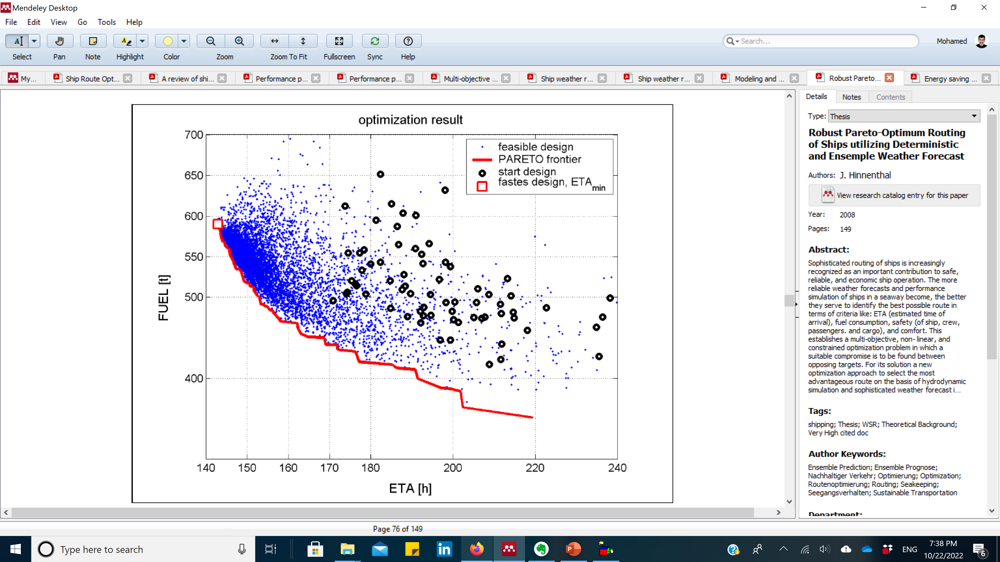 Mendeley Desktop
File Edit View Go Tools Help
Select Pan Note Highlight Color Zoom Zoom To Fit Fullscreen Sync Help
Search...
Mohamed
My... Ship Route Opt... A review of shi... Performance p... Performance p... Multi-objective ... Ship weather r... Ship weather r... Modeling and ... Robust Pareto... Energy saving ...
optimization result
700
650
600
550
500
400
FUEL [t]
feasible design
PARETO frontier
start design
fastes design, ETAmin
140 150 160 170 180 200 220 240
ETA [h]
Details Notes Contents
Type: Thesis
Robust Pareto-Optimum Routing
of Ships utilizing Deterministic
and Ensemple Weather Forecast
Authors: J. Hinnenthal
View research catalog entry for this paper
Year: 2008
Pages: 149
Abstract:
Sophisticated routing of ships is increasingly
recognized as an important contribution to safe,
reliable, and economic ship operation. The more
reliable weather forecasts and performance
simulation of ships in a seaway become, the better
they serve to identify the best possible route in
terms of criteria like: ETA (estimated time of
arrival), fuel consumption, safety (of ship, crew,
passengers. and cargo), and comfort. This
establishes a multi-objective, non- linear, and
constrained optimization problem in which a
suitable compromise is to be found between
opposing targets. For its solution a new
optimization approach to select the most
advantageous route on the basis of hydrodynamic
simulation and sophisticated weather forecast i...
Tags:
shipping; Thesis; WSR; Theoretical Background;
Very High cited doc
Author Keywords:
Ensemble Prediction; Ensemble Prognose;
Nachhaltiger Verkehr; Optimierung; Optimization;
Routenoptimierung; Routing; Seakeeping;
Seegangsverhalten; Sustainable Transportation
Department:
Page 76 of 149
Type here to search
ENG
7:38 PM
10/22/2022
6